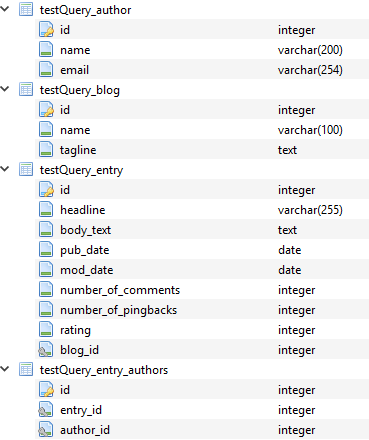 testQuery_author
id integer
name varchar(200)
email varchar(254)
testQuery_blog
id integer
name varchar(100)
tagline text
testQuery_entry
id integer
headline varchar(255)
body_text text
pub_date date
mod_date date
number_of_comments integer
number_of_pingbacks integer
rating integer
blog_id integer
testQuery_entry_authors
id integer
entry_id integer
author_id integer